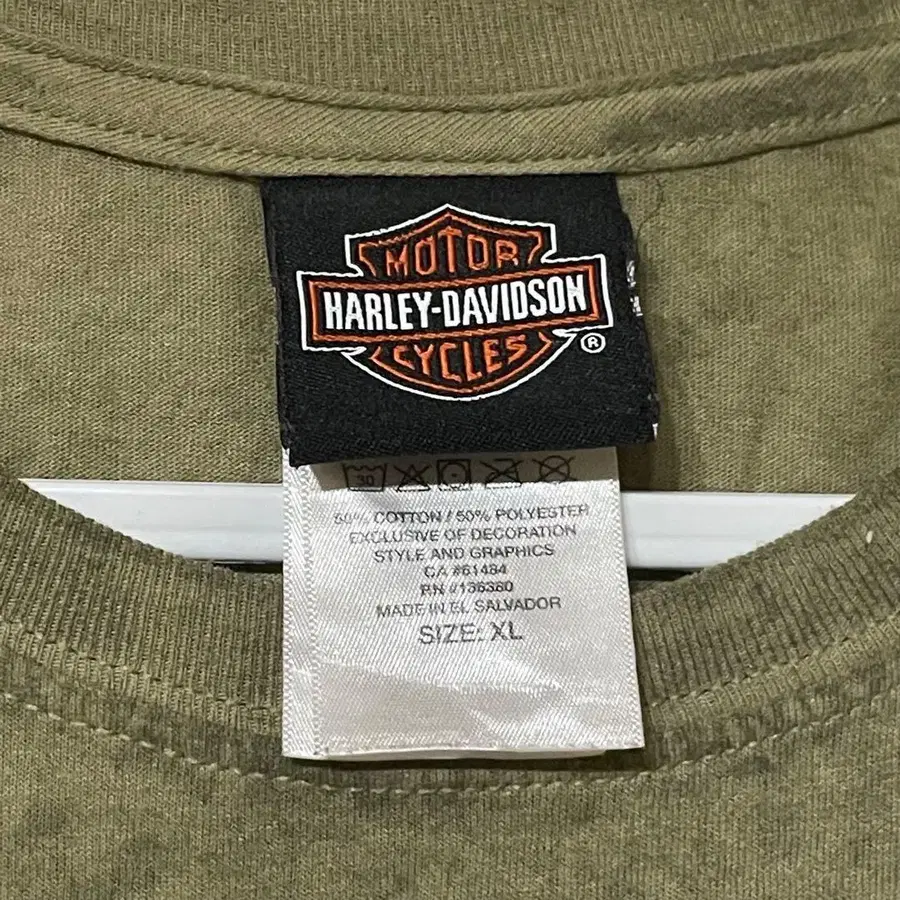 MOTOR
HARLEY-DAVIDSON
CYCLES
®
30
50% COTTON / 50% POLYESTER
EXCLUSIVE OF DECORATION
STYLE AND GRAPHICS
CA #61484
RN #136380
MADE IN EL SALVADOR
SIZE: XL